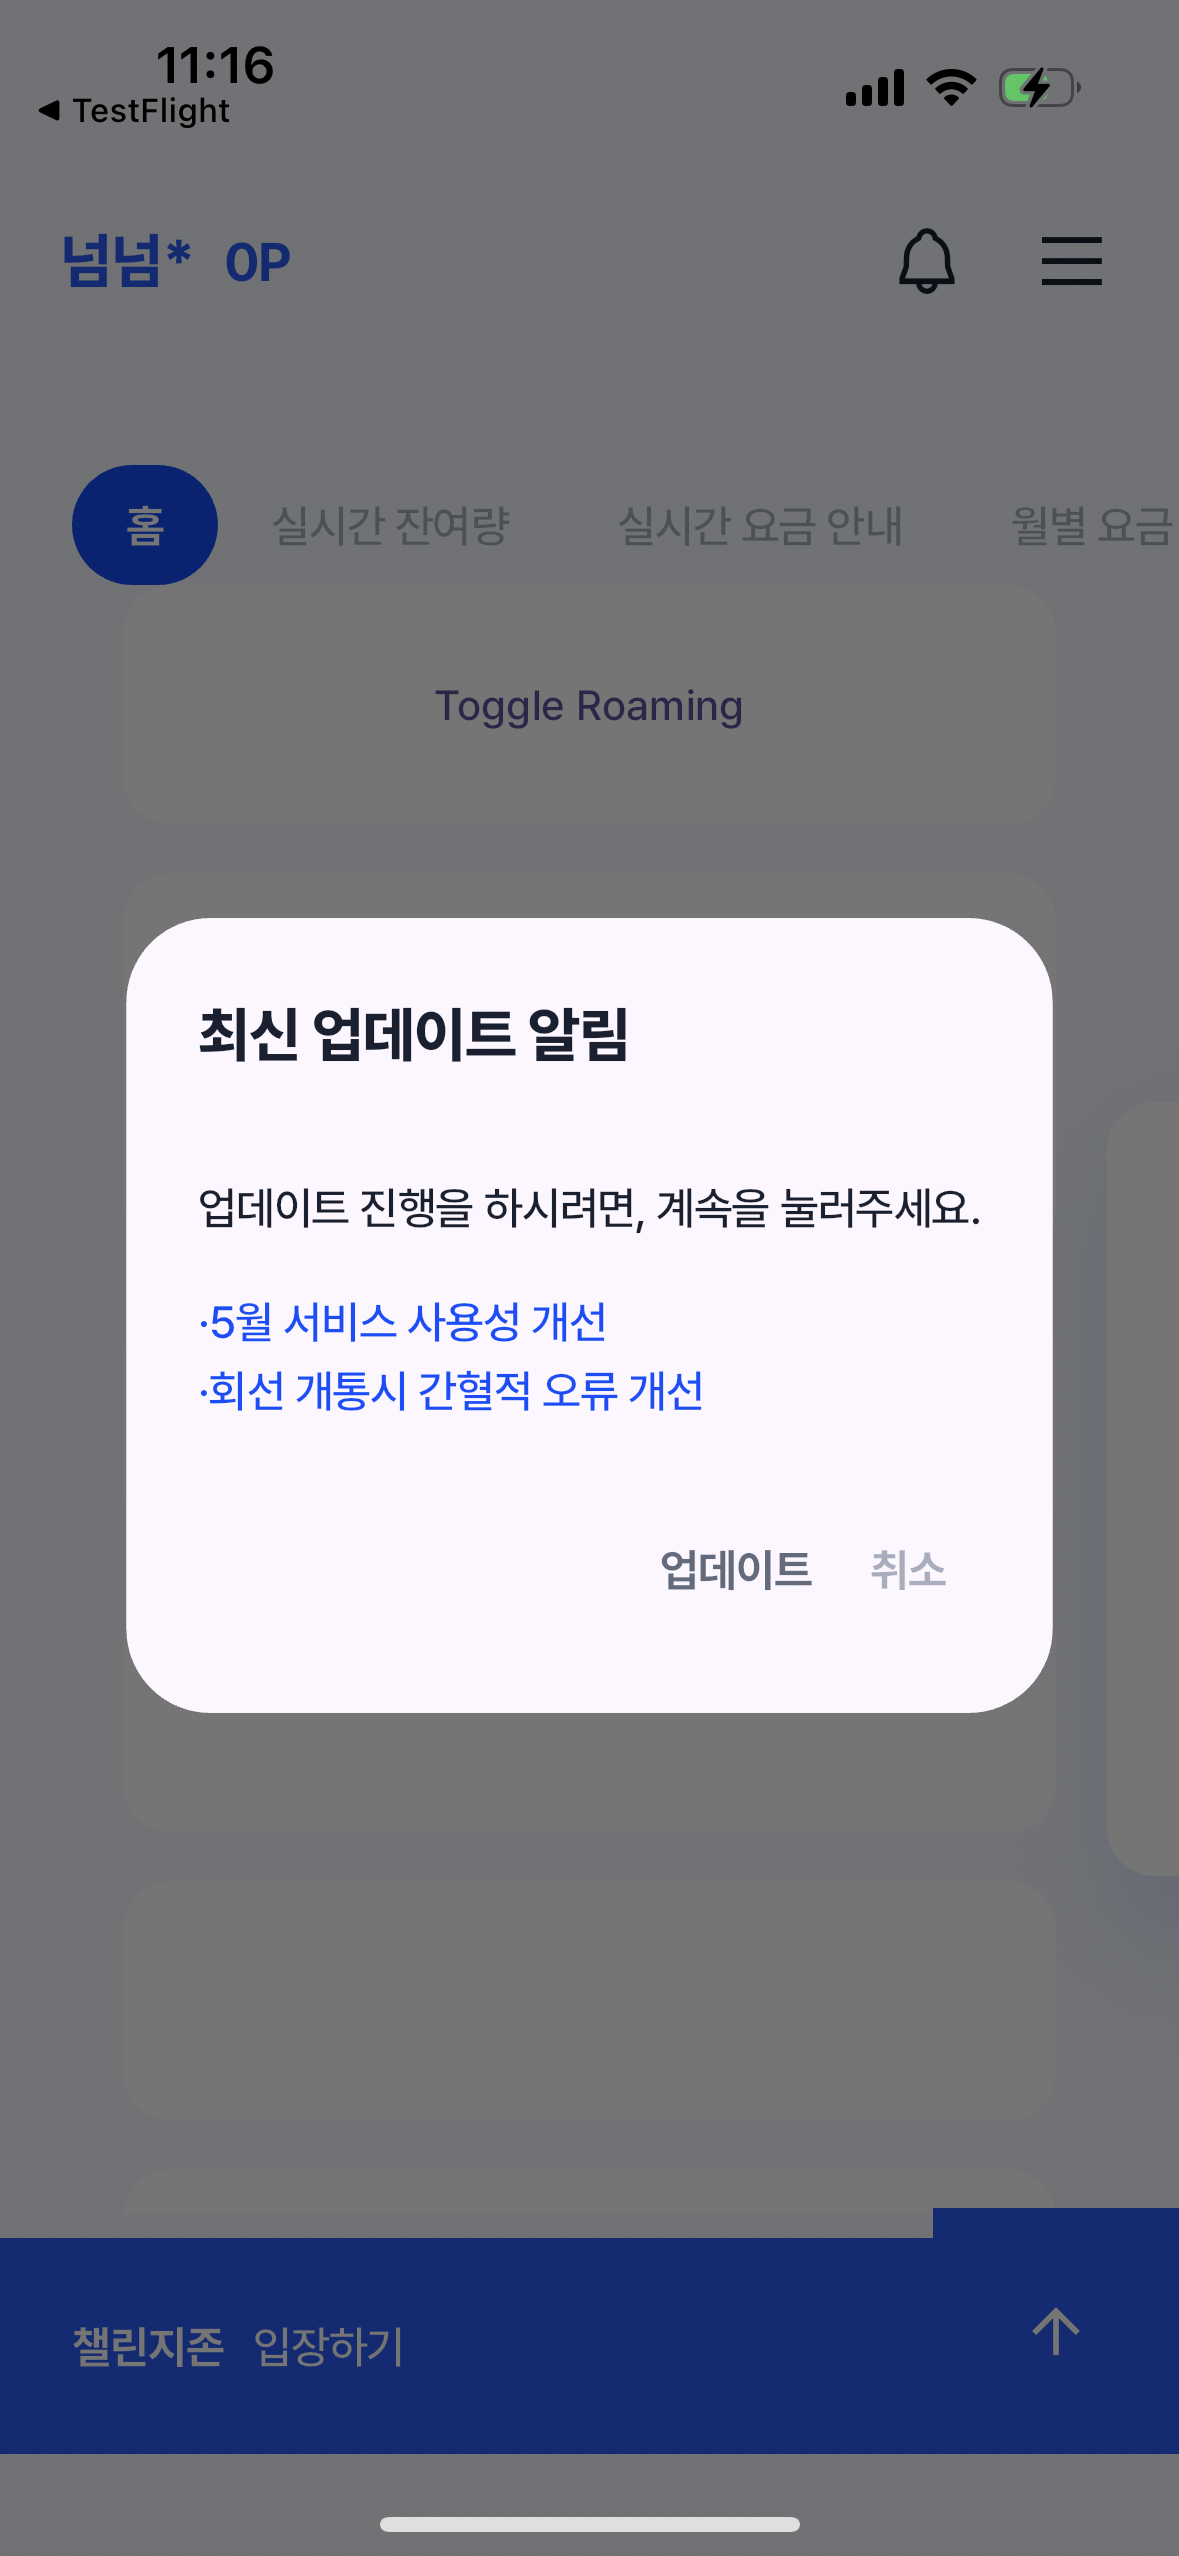 11:16
◀ TestFlight
넘넘* 0P
홈 실시간 잔여량 실시간 요금 안내 월별 요금
Toggle Roaming
최신 업데이트 알림
업데이트 진행을 하시려면, 계속을 눌러주세요.
·5월 서비스 사용성 개선
·회선 개통시 간혈적 오류 개선
업데이트 취소
챌린지존 입장하기